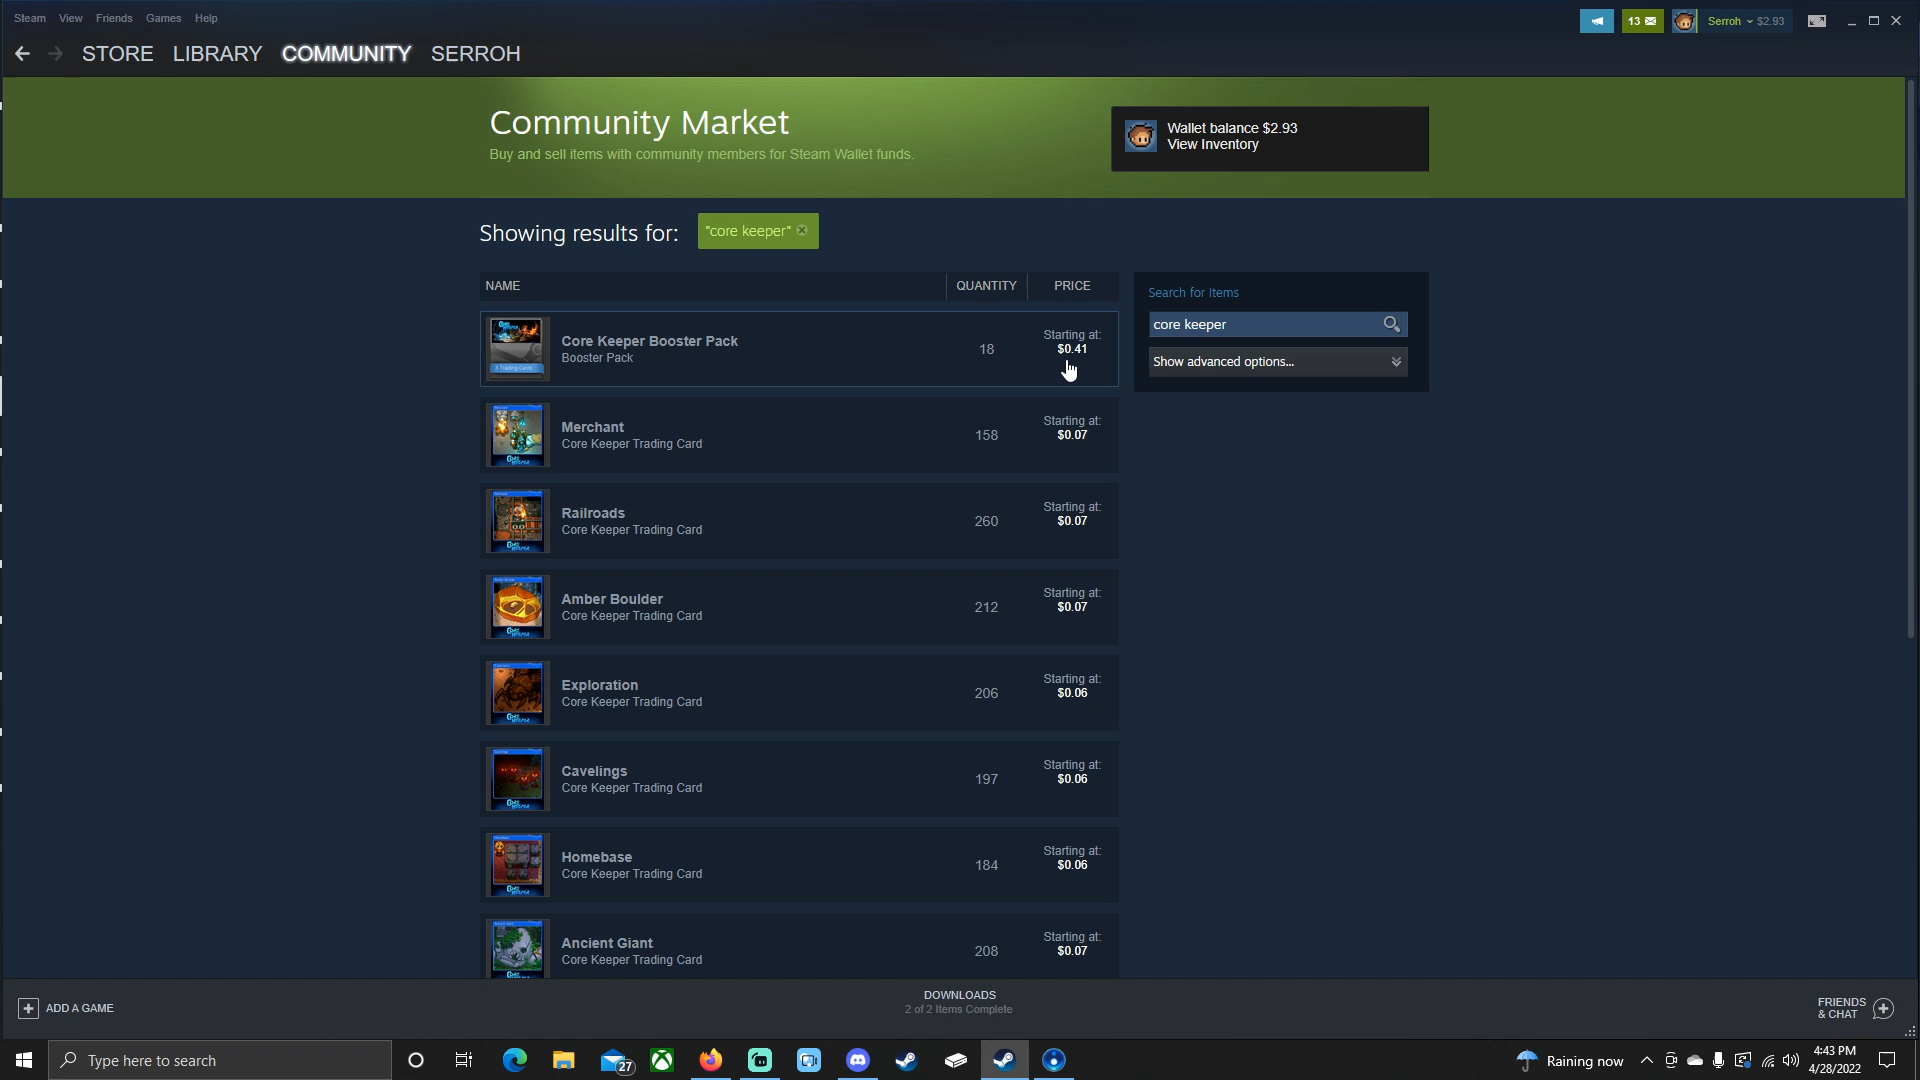 Steam View Friends Games Help
13 Serroh $2.93
STORE LIBRARY COMMUNITY SERROH
Community Market
Buy and sell items with community members for Steam Wallet funds.
Wallet balance $2.93
View Inventory
Showing results for: "core keeper"
NAME QUANTITY PRICE
Search for Items
core keeper
Show advanced options...
Core Keeper Booster Pack
Booster Pack
18
Starting at:
$0.41
3 Trading Cards
Merchant
Core Keeper Trading Card
158
Starting at:
$0.07
Railroads
Core Keeper Trading Card
260
Starting at:
$0.07
Amber Boulder
Core Keeper Trading Card
212
Starting at:
$0.07
Exploration
Core Keeper Trading Card
206
Starting at:
$0.06
Cavelings
Core Keeper Trading Card
197
Starting at:
$0.06
Homebase
Core Keeper Trading Card
184
Starting at:
$0.06
Ancient Giant
Core Keeper Trading Card
208
Starting at:
$0.07
ADD A GAME
DOWNLOADS
2 of 2 Items Complete
FRIENDS
& CHAT
Type here to search
27
Raining now
4:43 PM
4/28/2022